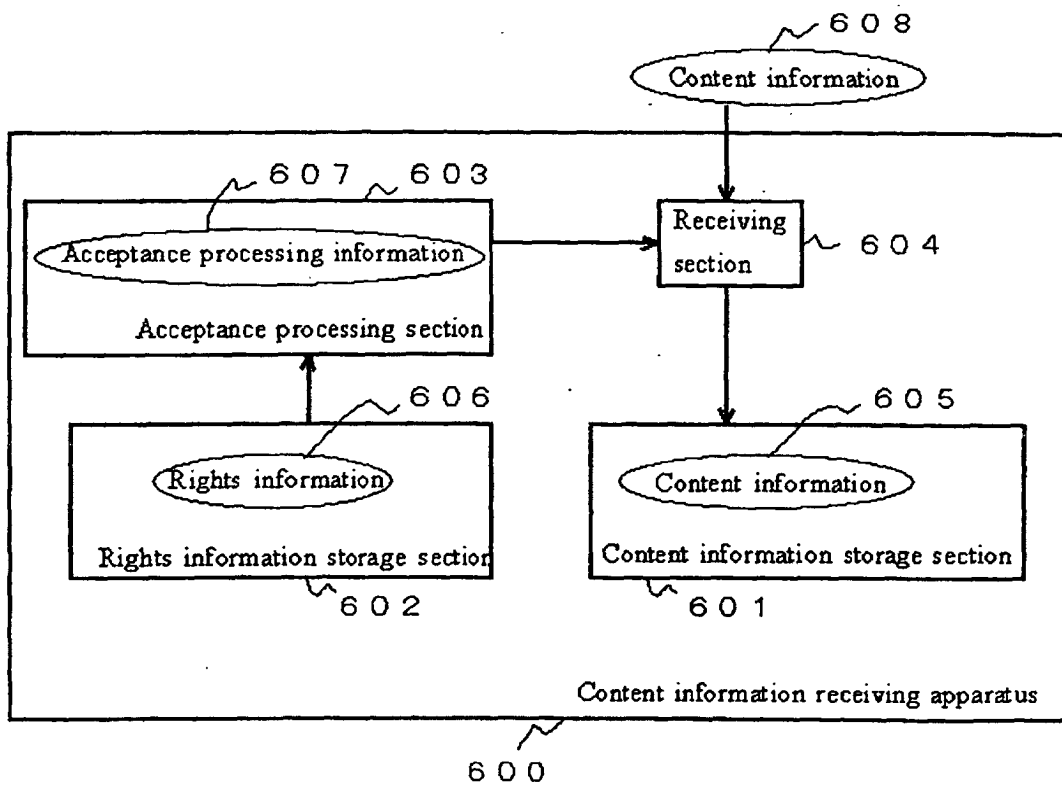 608
Content information
607
603
Acceptance processing information
Acceptance processing section
Receiving
section
604
606
Rights information
Rights information storage section
602
605
Content information
Content information storage section
601
Content information receiving apparatus
600